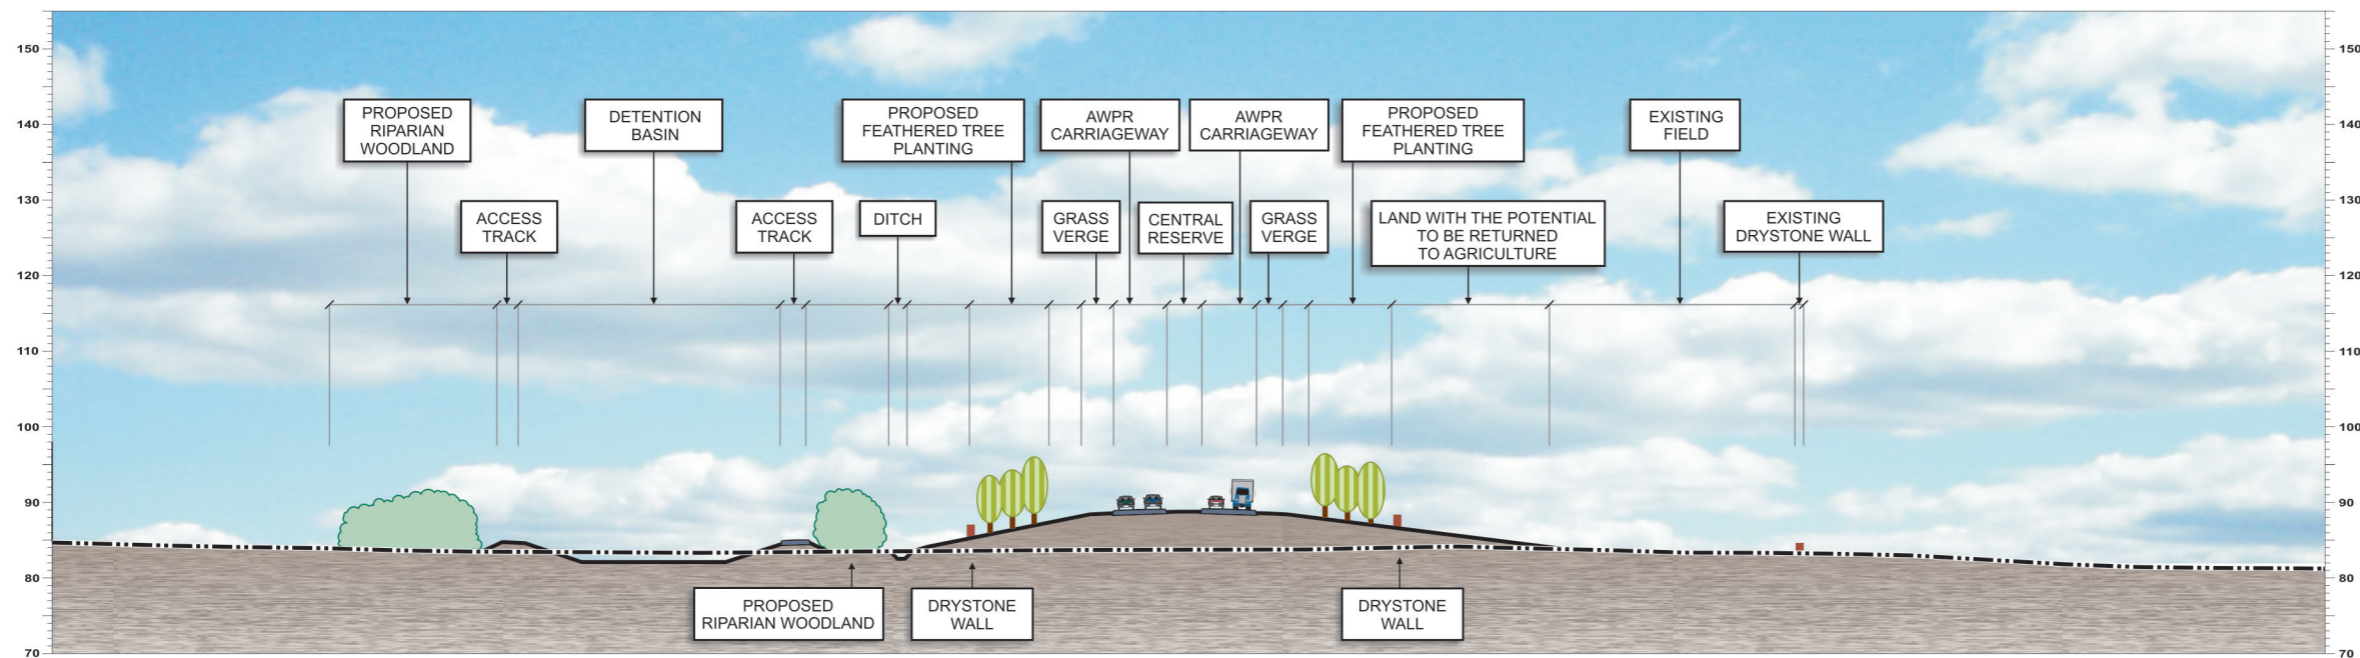 150
140
130
120
110
100
90
80
70
PROPOSED
RIPARIAN
WOODLAND
DETENTION
BASIN
PROPOSED
FEATHERED TREE
PLANTING
AWPR
CARRIAGEWAY
AWPR
CARRIAGEWAY
PROPOSED
FEATHERED TREE
PLANTING
EXISTING
FIELD
ACCESS
TRACK
ACCESS
TRACK
DITCH
GRASS
VERGE
CENTRAL
RESERVE
GRASS
VERGE
LAND WITH THE POTENTIAL
TO BE RETURNED
TO AGRICULTURE
EXISTING
DRYSTONE WALL
PROPOSED
RIPARIAN WOODLAND
DRYSTONE
WALL
DRYSTONE
WALL
150
140
130
120
110
100
90
80
70